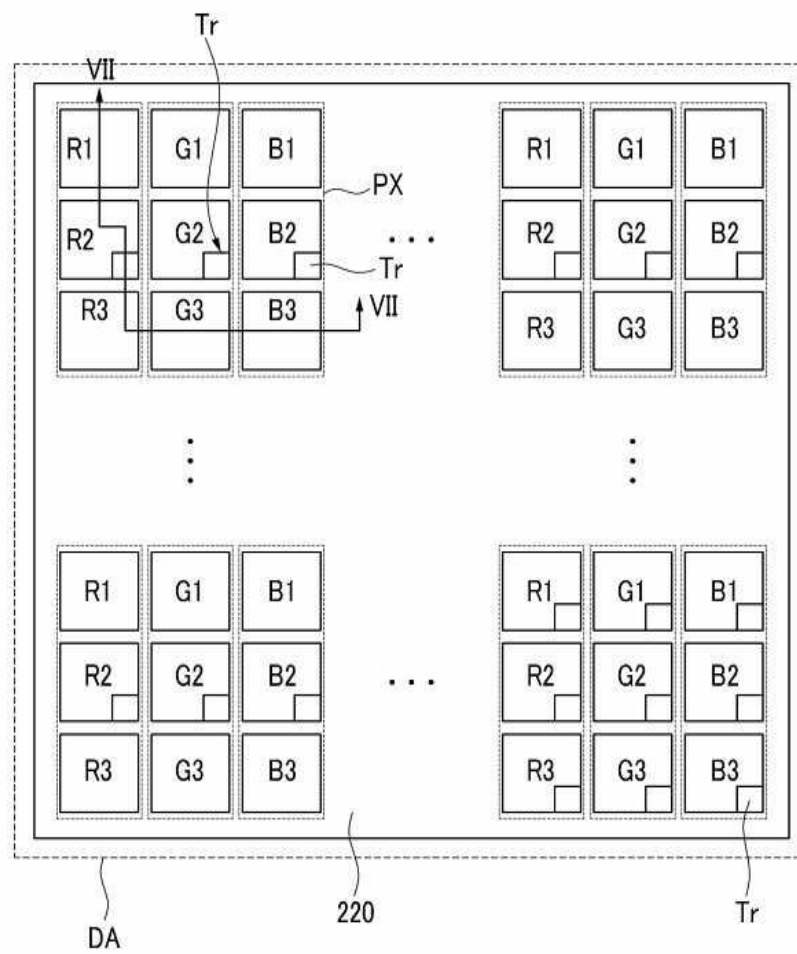 Tr
VII
R1 G1 B1 R1 G1 B1
PX
R2 G2 B2 . . . R2 G2 B2
Tr
R3 G3 B3 VII R3 G3 B3
R1 G1 B1 R1 G1 B1
R2 G2 B2 . . . R2 G2 B2
R3 G3 B3 R3 G3 B3
DA 220 Tr